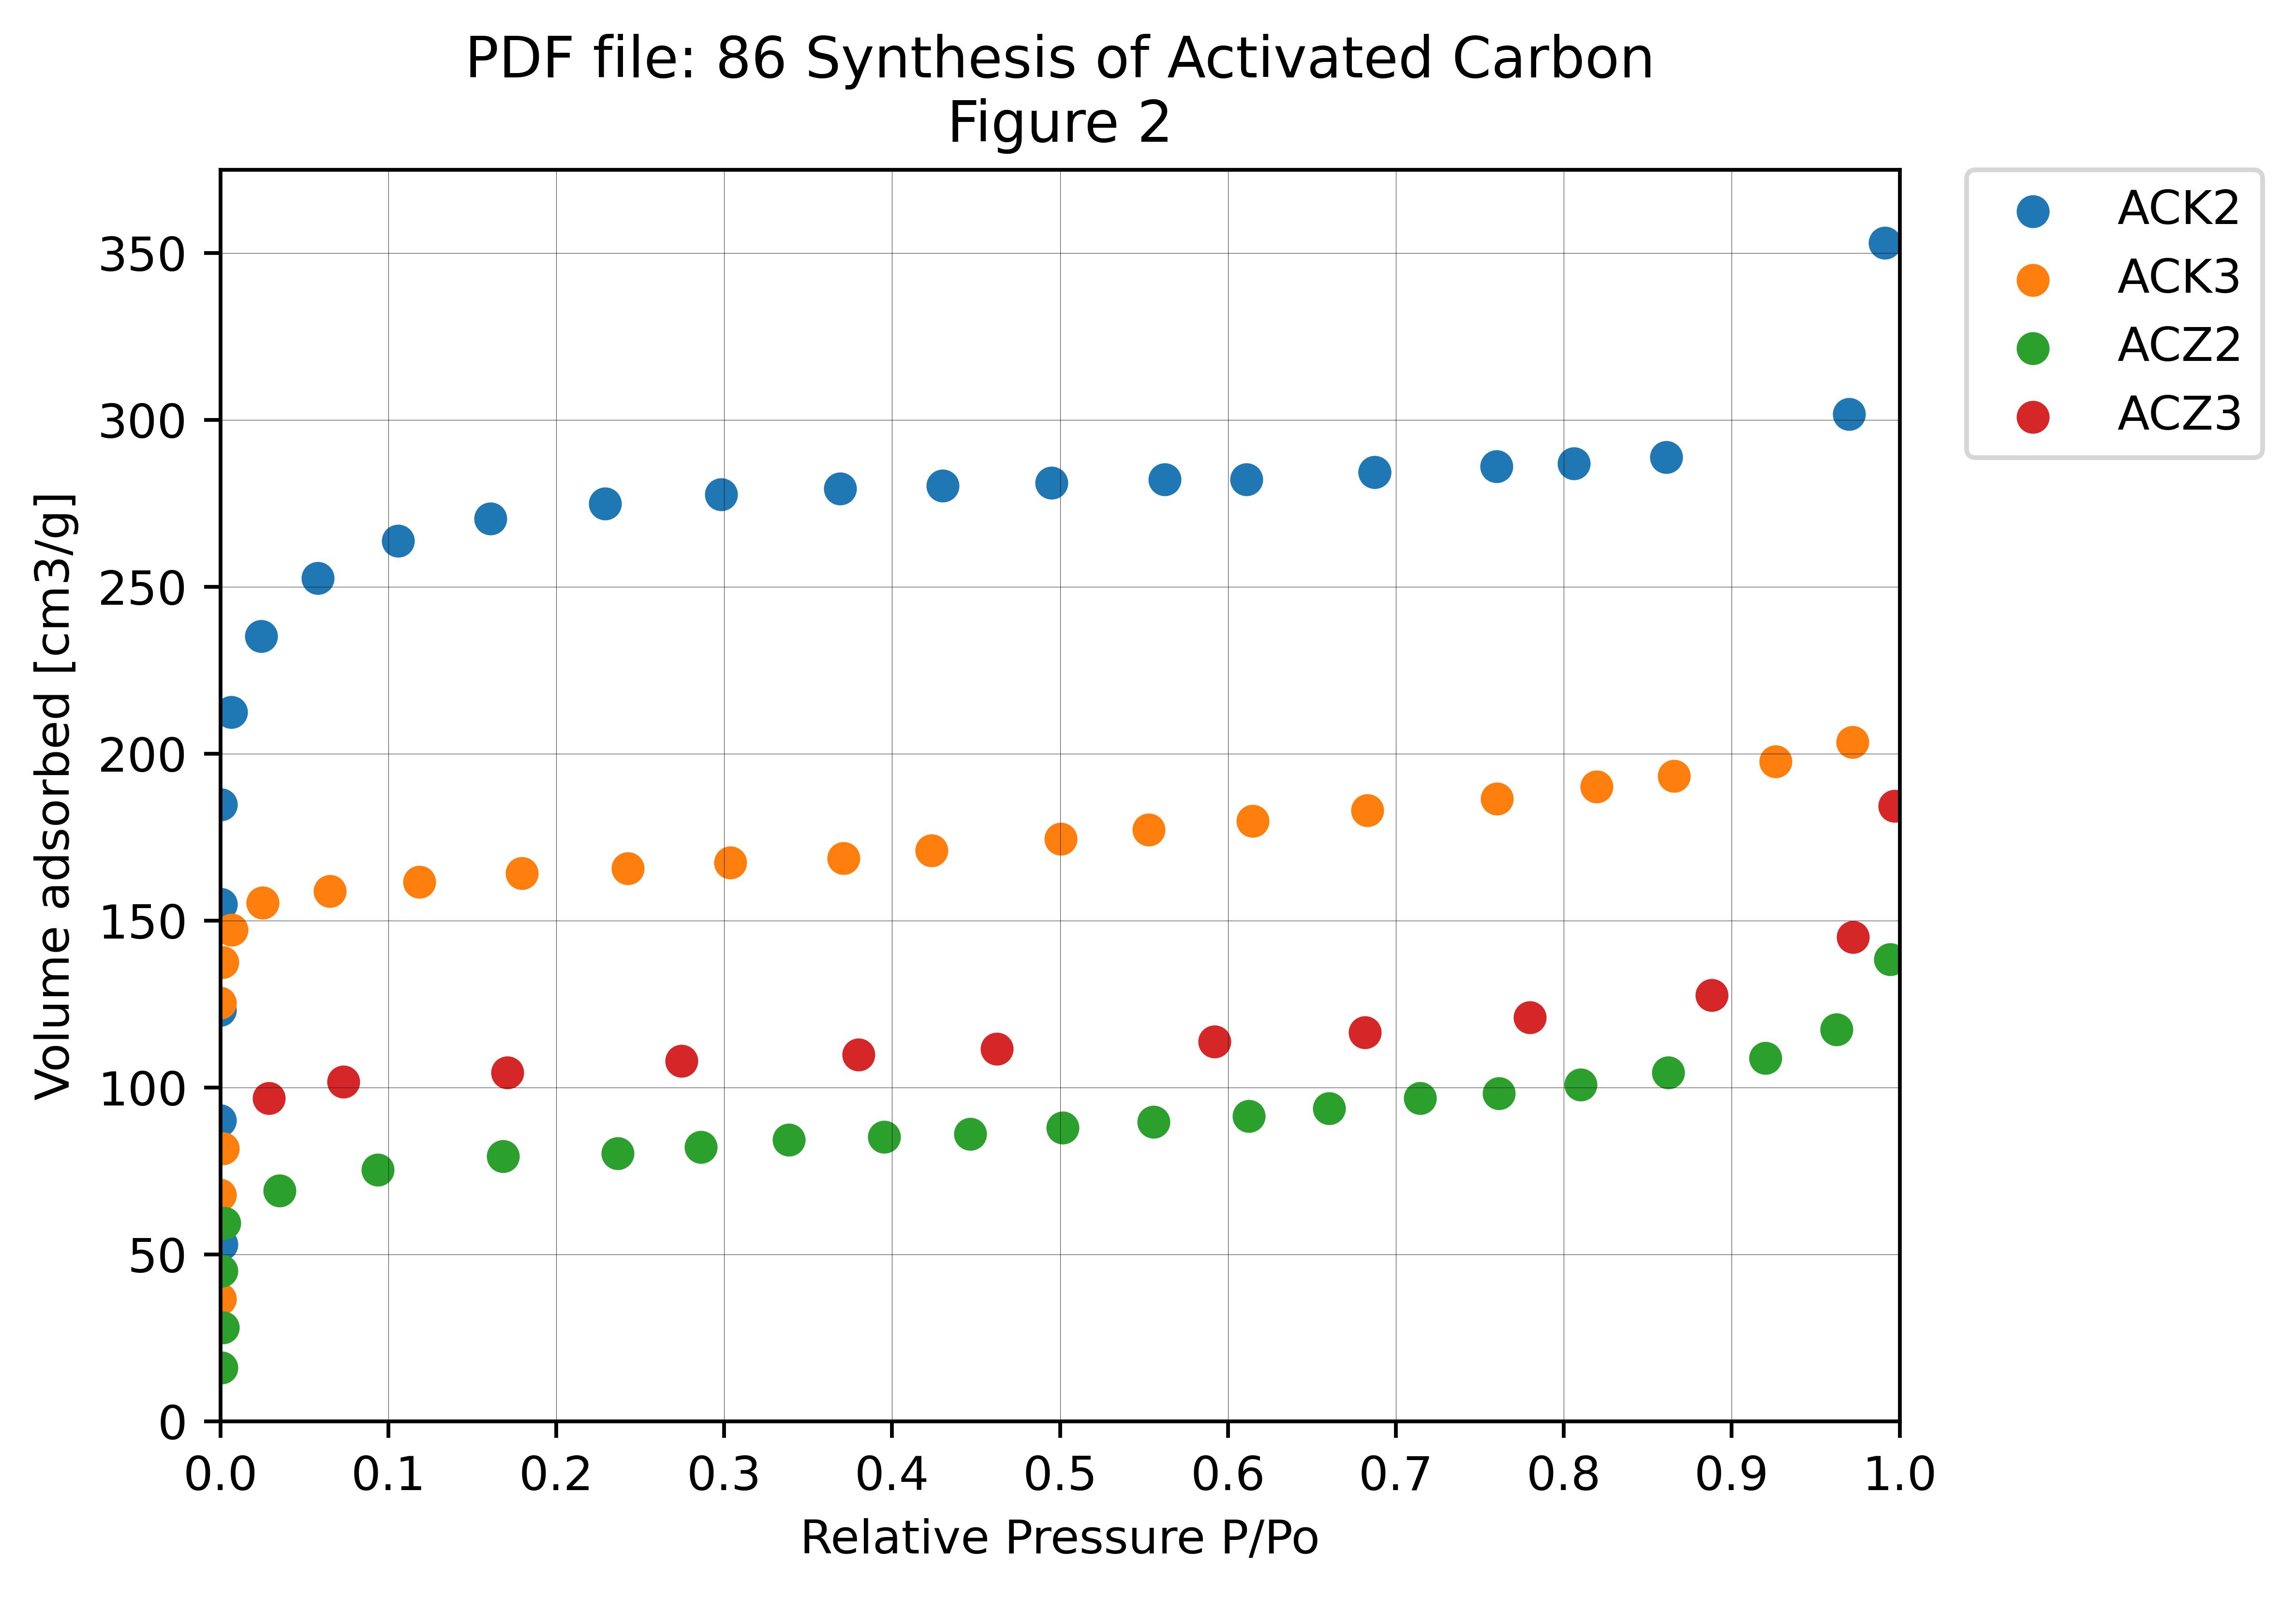 PDF file: 86 Synthesis of Activated Carbon
Figure 2
ACK2
ACK3
ACZ2
ACZ3
Volume adsorbed [cm3/g]
350
300
250
200
150
100
50
0
0.0 0.1 0.2 0.3 0.4 0.5 0.6 0.7 0.8 0.9 1.0
Relative Pressure P/Po